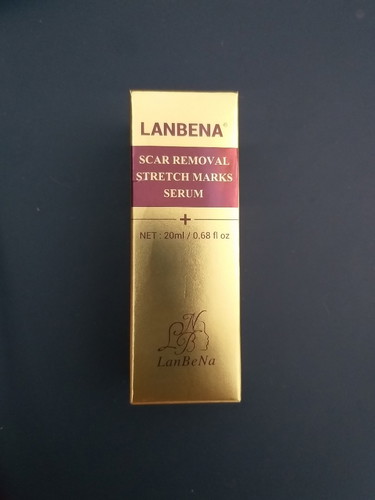 LANBENA®
SCAR REMOVAL
STRETCH MARKS
SERUM
NET : 20ml / 0.68 fl oz
N
B
LanBeNa